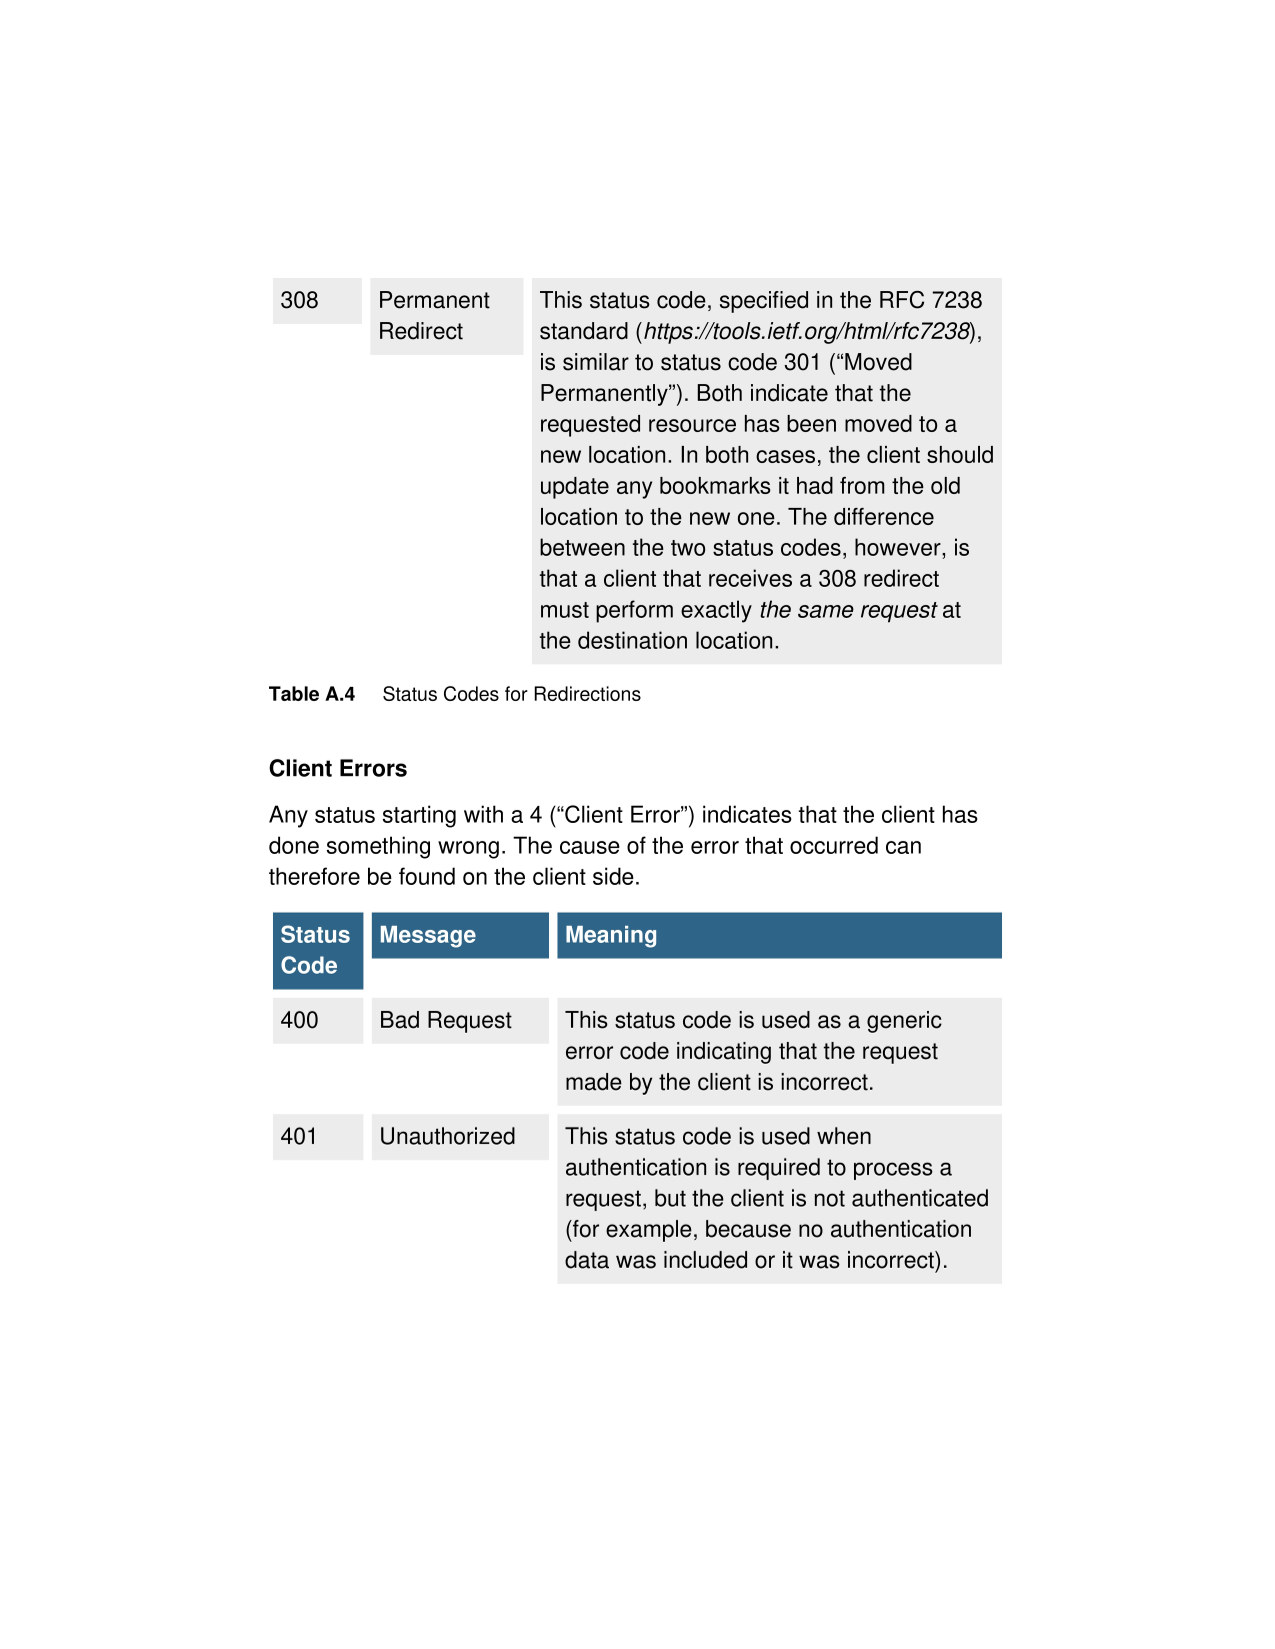 308 Permanent Redirect This status code, specified in the RFC 7238
standard (https://tools.ietf.org/html/rfc7238),
is similar to status code 301 (“Moved
Permanently”). Both indicate that the
requested resource has been moved to a
new location. In both cases, the client should
update any bookmarks it had from the old
location to the new one. The difference
between the two status codes, however, is
that a client that receives a 308 redirect
must perform exactly the same request at
the destination location.
Table A.4 Status Codes for Redirections
Client Errors
Any status starting with a 4 (“Client Error”) indicates that the client has
done something wrong. The cause of the error that occurred can
therefore be found on the client side.
Status Code Message Meaning
400 Bad Request This status code is used as a generic
error code indicating that the request
made by the client is incorrect.
401 Unauthorized This status code is used when
authentication is required to process a
request, but the client is not authenticated
(for example, because no authentication
data was included or it was incorrect).